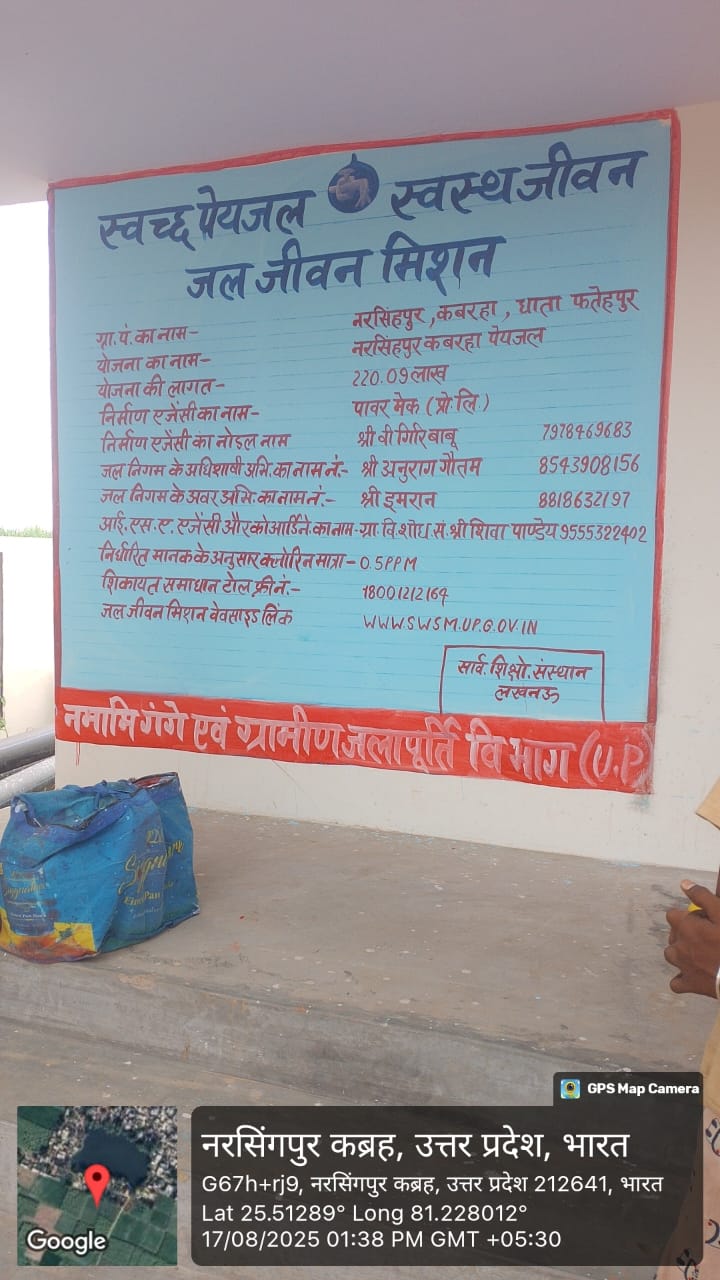 स्वच्छ पेयजल स्वस्थ जीवन
जल जीवन मिशन
ग्रा.पं. का नाम- नरसिंहपुर, कबरहा, धाता फतेहपुर
योजना का नाम- नरसिंहपुर कबरहा पेयजल
योजना की लागत- 220.09 लाख
निर्माण एजेंसी का नाम- पावर मेक (प्रो.लि.)
निर्माण एजेंसी का नोडल नाम श्री वी गिरि बाबू 7978469683
जल निगम के अधिशाषी अभि. का नाम नं.- श्री अनुराग गौतम 8543908156
जल निगम के अवर अभि. का नाम नं.- श्री इमरान 8818632197
आई.एस.ए. एजेंसी और कोआर्डिने. का नाम- ग्रा. वि. शोध सं. श्री शिवा पाण्डेय 9555322402
निर्धारित मानक के अनुसार क्लोरिन मात्रा- 0.5 PPM
शिकायत समाधान टोल फ्री नं.- 18001212164
जल जीवन मिशन वेवसाइड लिंक WWW.SWSM.UP.GOV.IN
सार्व. शिक्षो. संस्थान
लखनऊ
नमामि गंगे एवं ग्रामीण जलापूर्ति विभाग (U.P)
Signature
GPS Map Camera
नरसिंगपुर कब्रह, उत्तर प्रदेश, भारत
G67h+rj9, नरसिंगपुर कब्रह, उत्तर प्रदेश 212641, भारत
Lat 25.51289° Long 81.228012°
17/08/2025 01:38 PM GMT +05:30
Google